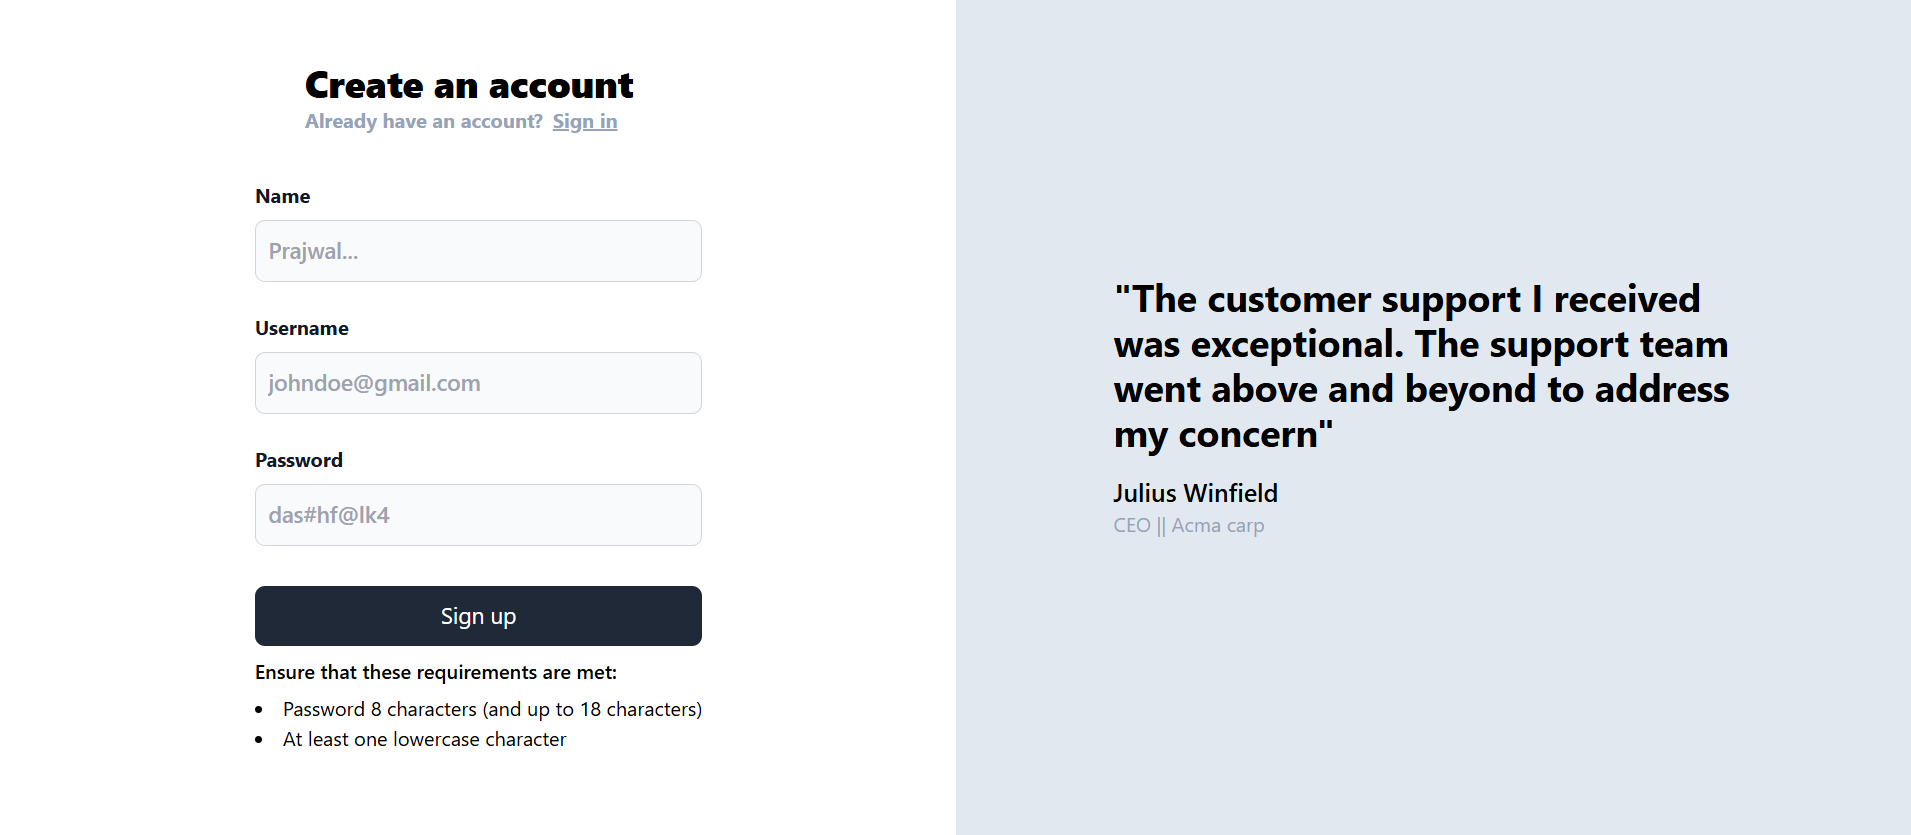 Create an account
Already have an account? Sign in
Name
Prajwal...
Username
johndoe@gmail.com
Password
das#hf@lk4
Sign up
Ensure that these requirements are met:
• Password 8 characters (and up to 18 characters)
• At least one lowercase character
"The customer support I received
was exceptional. The support team
went above and beyond to address
my concern"
Julius Winfield
CEO || Acma carp